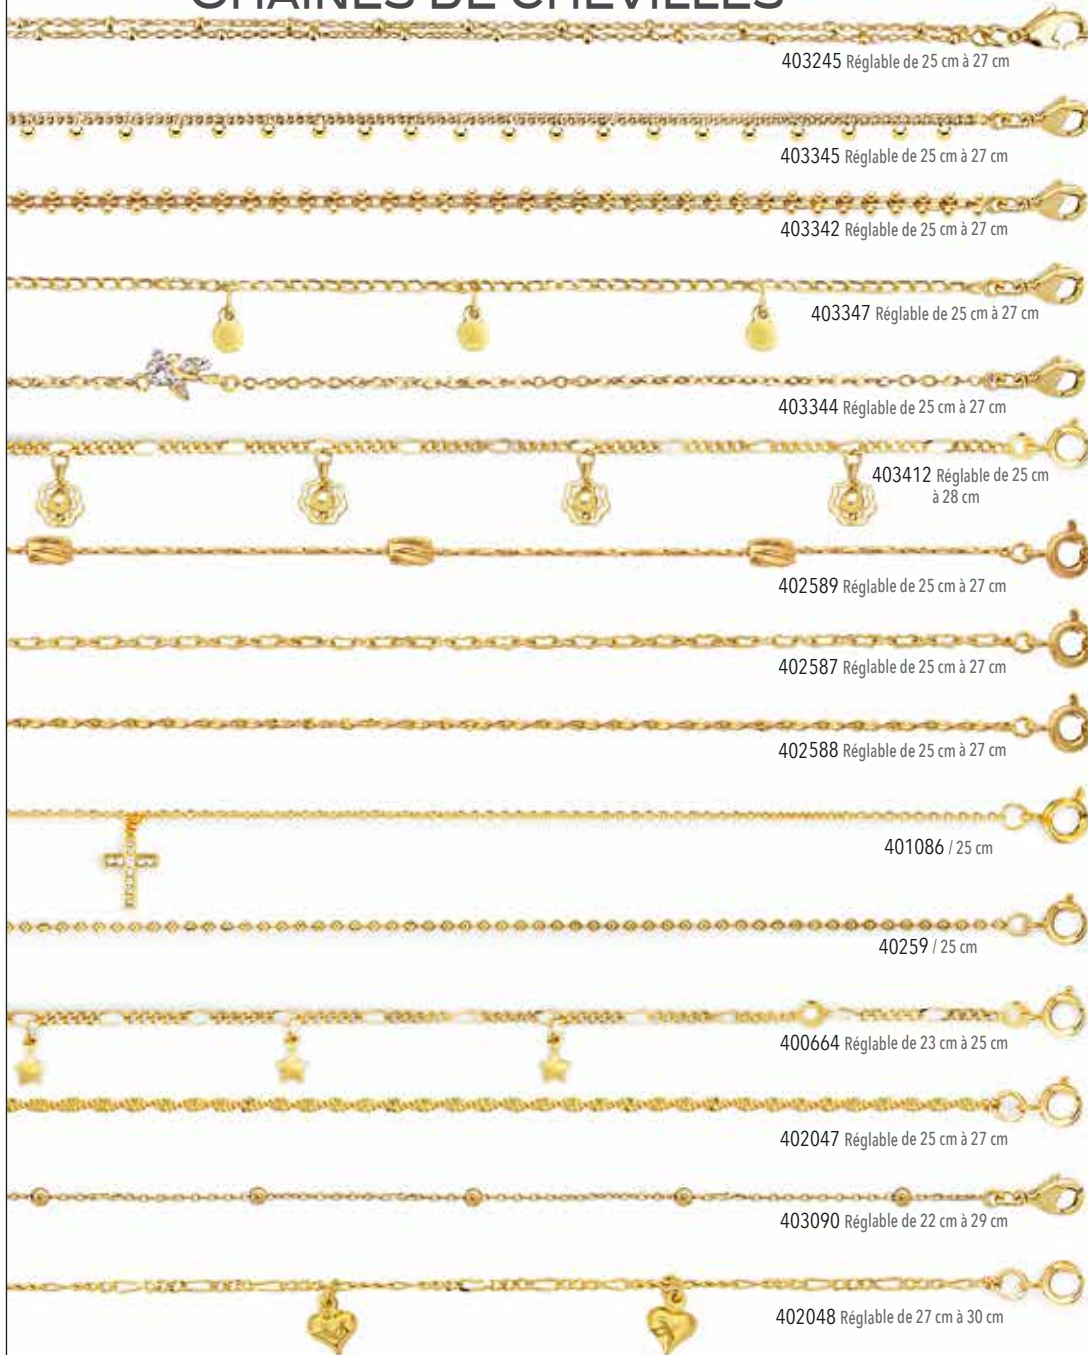 CHAÎNES DE CHEVILLES
403245 Réglable de 25 cm à 27 cm
403345 Réglable de 25 cm à 27 cm
403342 Réglable de 25 cm à 27 cm
403347 Réglable de 25 cm à 27 cm
403344 Réglable de 25 cm à 27 cm
403412 Réglable de 25 cm
à 28 cm
402589 Réglable de 25 cm à 27 cm
402587 Réglable de 25 cm à 27 cm
402588 Réglable de 25 cm à 27 cm
401086 / 25 cm
40259 / 25 cm
400664 Réglable de 23 cm à 25 cm
402047 Réglable de 25 cm à 27 cm
403090 Réglable de 22 cm à 29 cm
402048 Réglable de 27 cm à 30 cm